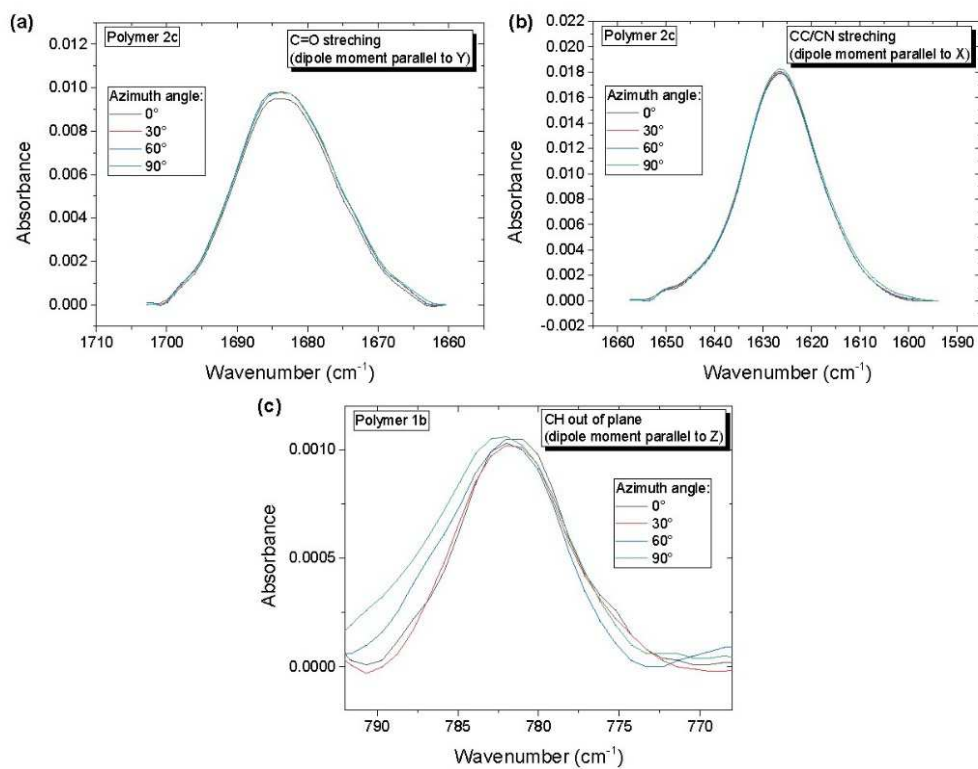 (a)
Polymer 2c
C=O streching
(dipole moment parallel to Y)
Azimuth angle:
0°
30°
60°
90°
0.012
0.010
0.008
0.006
0.004
0.002
0.000
Absorbance
1710 1700 1690 1680 1670 1660
Wavenumber (cm-1)
(b)
Polymer 2c
CC/CN streching
(dipole moment parallel to X)
Azimuth angle:
0°
30°
60°
90°
0.022
0.020
0.018
0.016
0.014
0.012
0.010
0.008
0.006
0.004
0.002
0.000
-0.002
Absorbance
1660 1650 1640 1630 1620 1610 1600 1590
Wavenumber (cm-1)
(c)
Polymer 1b
CH out of plane
(dipole moment parallel to Z)
Azimuth angle:
0°
30°
60°
90°
0.0010
0.0005
0.0000
Absorbance
790 785 780 775 770
Wavenumber (cm-1)